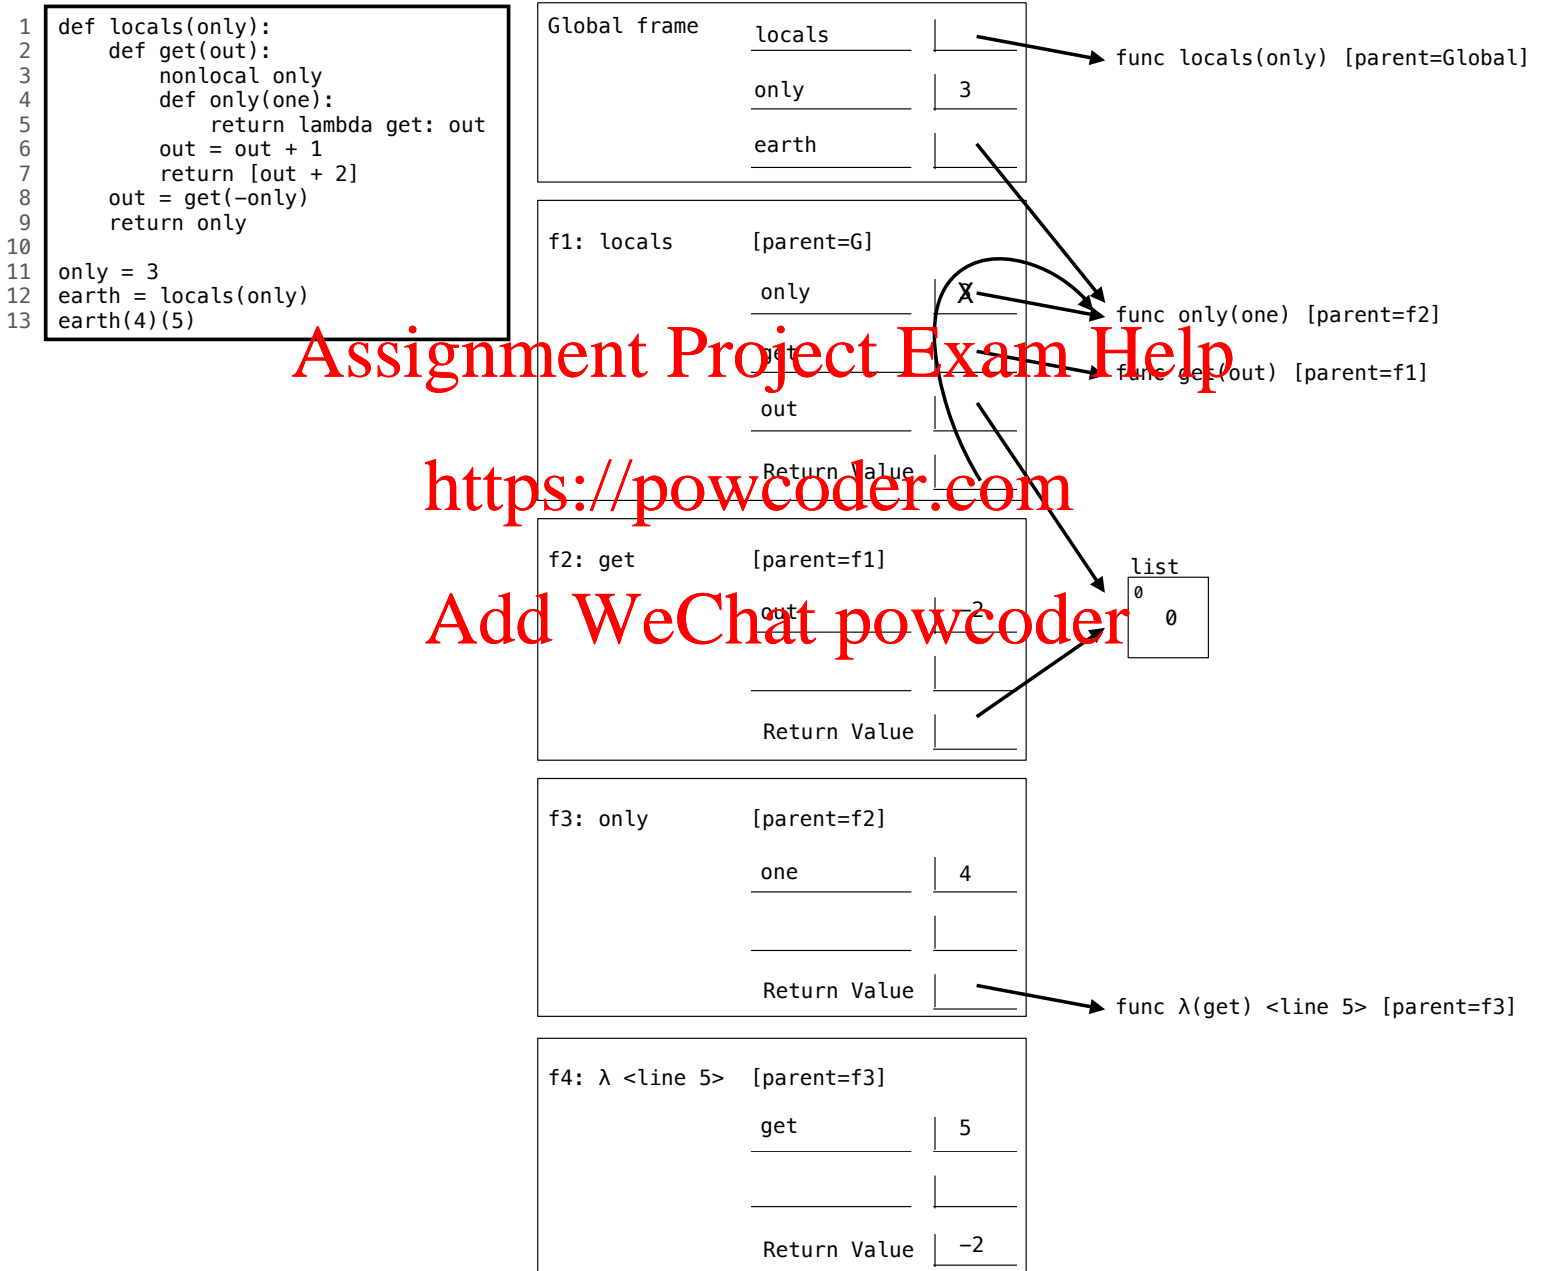 1 def locals(only):
2     def get(out):
3         nonlocal only
4         def only(one):
5             return lambda get: out
6         out = out + 1
7         return [out + 2]
8     out = get(−only)
9     return only
10
11 only = 3
12 earth = locals(only)
13 earth(4)(5)
Global frame
locals
func locals(only) [parent=Global]
only 3
earth
f1: locals [parent=G]
only 3
func only(one) [parent=f2]
Assignment Project Exam Help
get
func get(out) [parent=f1]
out
Return Value
https://powcoder.com
f2: get [parent=f1]
list
0
0
out −2
Add WeChat powcoder
Return Value
f3: only [parent=f2]
one 4
Return Value
func λ(get) <line 5> [parent=f3]
f4: λ <line 5> [parent=f3]
get 5
Return Value −2